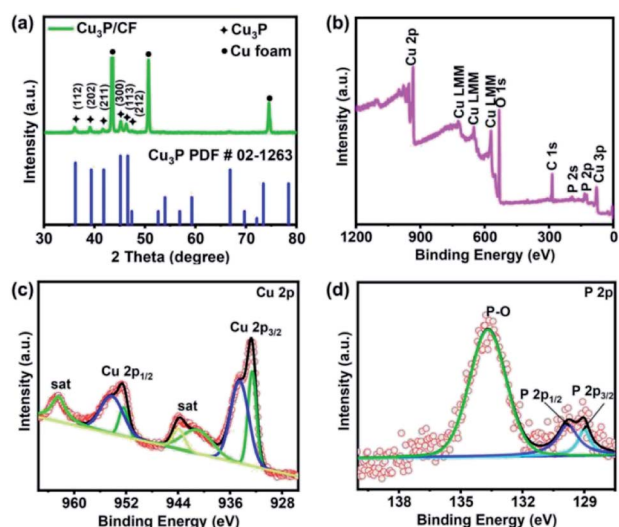 (a)
Cu₃P/CF
Cu₃P
Cu foam
(112)
(202)
(211)
(300)
(113)
(212)
Cu₃P PDF # 02-1263
Intensity (a.u.)
30 40 50 60 70 80
2 Theta (degree)
(b)
Cu 2p
Cu LMM
Cu LMM
Cu LMM
O 1s
C 1s
P 2s
P 2p
Cu 3p
Intensity (a.u.)
1200 900 600 300 0
Binding Energy (eV)
(c)
Cu 2p
Cu 2p₃/₂
Cu 2p₁/₂
sat
sat
Intensity (a.u.)
960 952 944 936 928
Binding Energy (eV)
(d)
P 2p
P-O
P 2p₁/₂
P 2p₃/₂
Intensity (a.u.)
138 135 132 129
Binding Energy (eV)